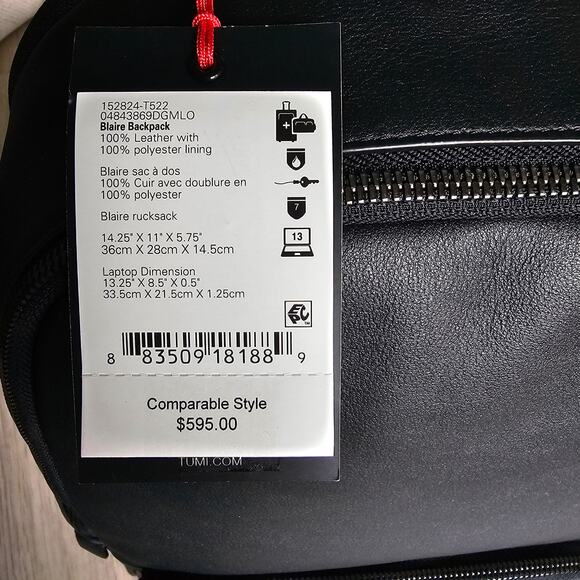 152824-T522
04843869DGMLO
Blaire Backpack
100% Leather with
100% polyester lining
Blaire sac à dos
100% Cuir avec doublure en
100% polyester
Blaire rucksack
14.25" X 11" X 5.75"
36cm X 28cm X 14.5cm
Laptop Dimension
13.25" X 8.5" X 0.5"
33.5cm X 21.5cm X 1.25cm
7
13
EPC™
8 83509 18188 9
Comparable Style
$595.00
TUMI.COM